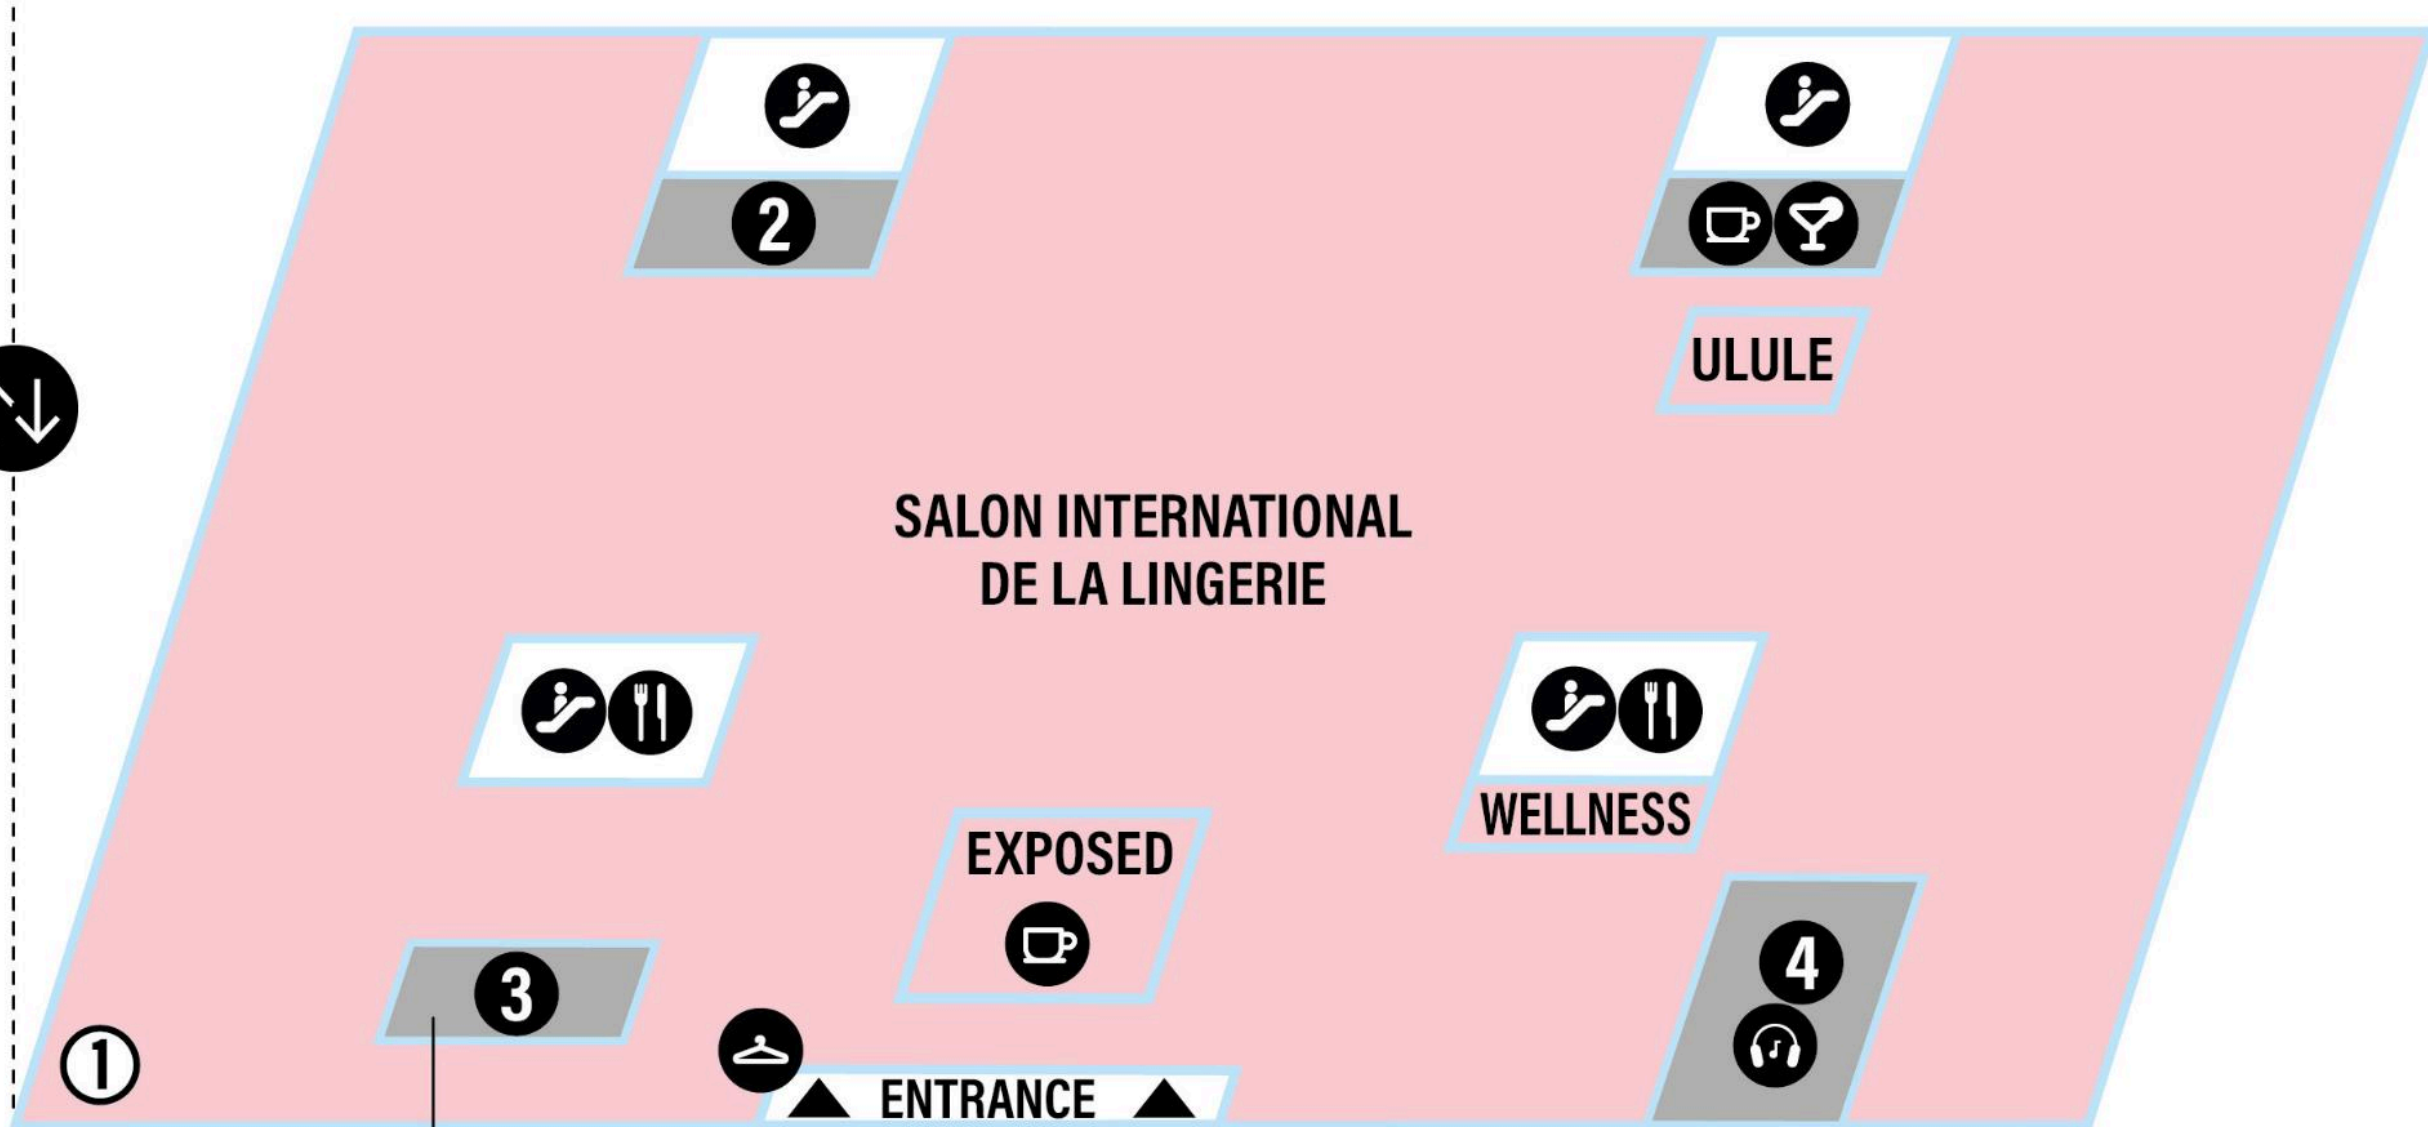 2
ULULE
SALON INTERNATIONAL
DE LA LINGERIE
WELLNESS
EXPOSED
4
3
1
ENTRANCE